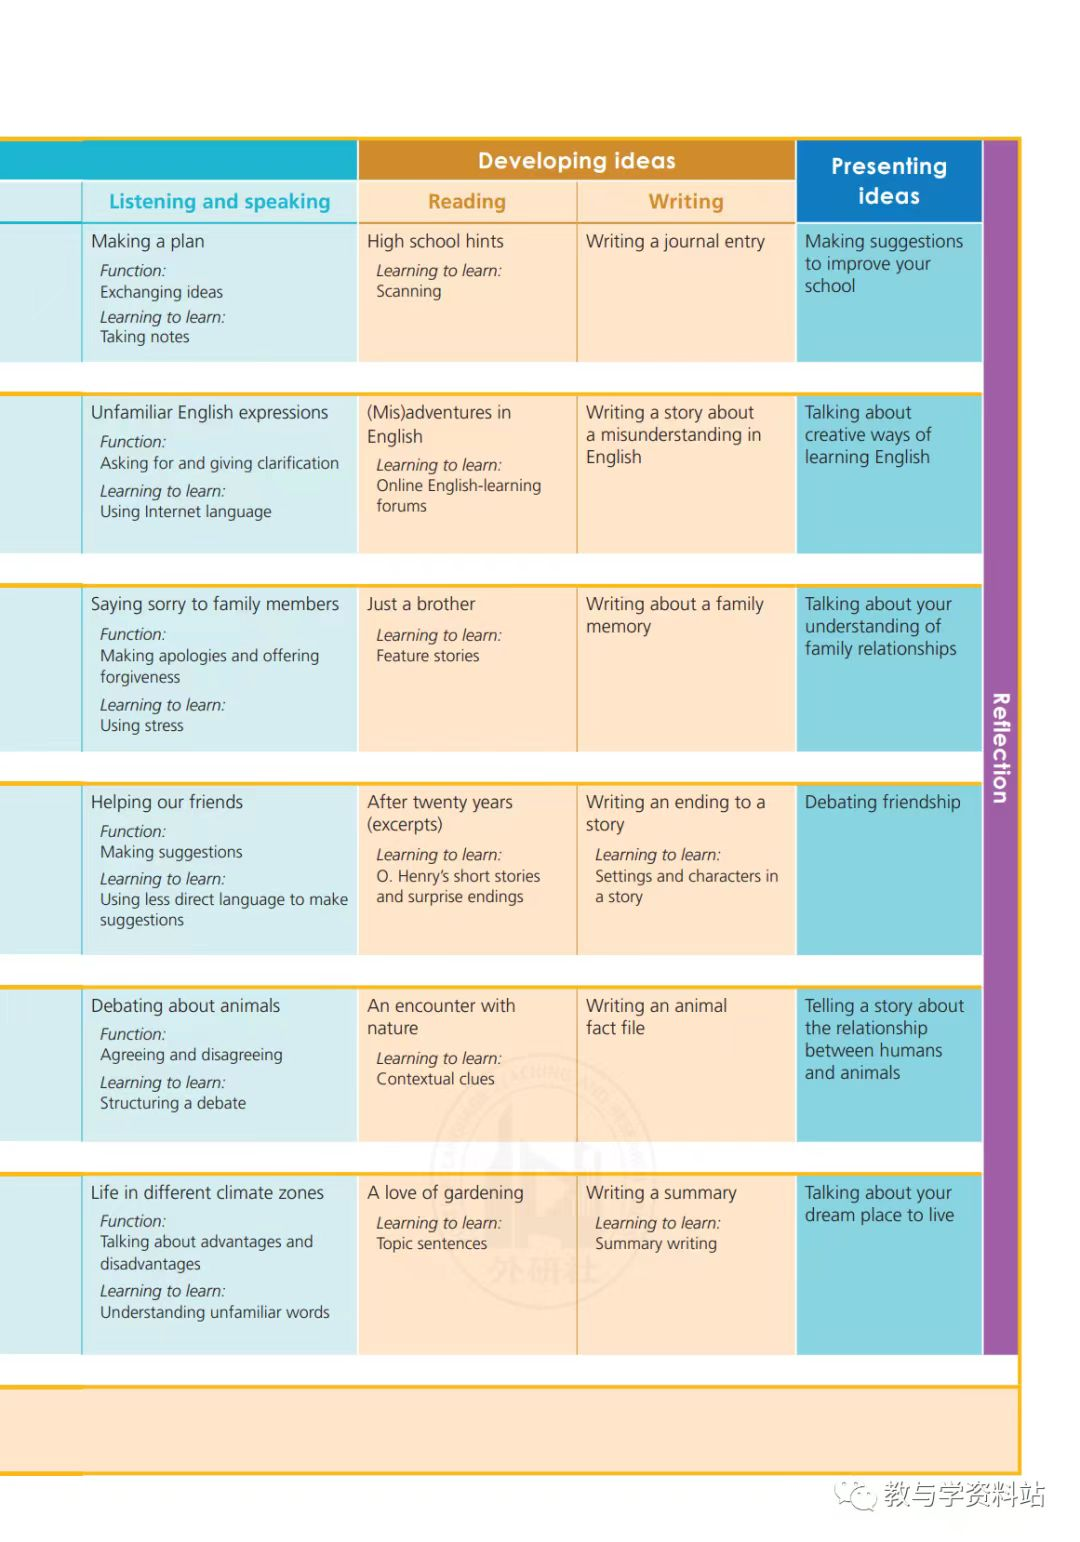 Developing ideas
Presenting
ideas
Listening and speaking
Reading
Writing
Making a plan
Function:
Exchanging ideas
Learning to learn:
Taking notes
High school hints
Learning to learn:
Scanning
Writing a journal entry
Making suggestions
to improve your
school
Unfamiliar English expressions
Function:
Asking for and giving clarification
Learning to learn:
Using Internet language
(Mis)adventures in
English
Learning to learn:
Online English-learning
forums
Writing a story about
a misunderstanding in
English
Talking about
creative ways of
learning English
Saying sorry to family members
Function:
Making apologies and offering
forgiveness
Learning to learn:
Using stress
Just a brother
Learning to learn:
Feature stories
Writing about a family
memory
Talking about your
understanding of
family relationships
Reflection
Helping our friends
Function:
Making suggestions
Learning to learn:
Using less direct language to make
suggestions
After twenty years
(excerpts)
Learning to learn:
O. Henry's short stories
and surprise endings
Writing an ending to a
story
Learning to learn:
Settings and characters in
a story
Debating friendship
Debating about animals
Function:
Agreeing and disagreeing
Learning to learn:
Structuring a debate
An encounter with
nature
Learning to learn:
Contextual clues
Writing an animal
fact file
Telling a story about
the relationship
between humans
and animals
Life in different climate zones
Function:
Talking about advantages and
disadvantages
Learning to learn:
Understanding unfamiliar words
A love of gardening
Learning to learn:
Topic sentences
Writing a summary
Learning to learn:
Summary writing
Talking about your
dream place to live
外研社
教与学资料站